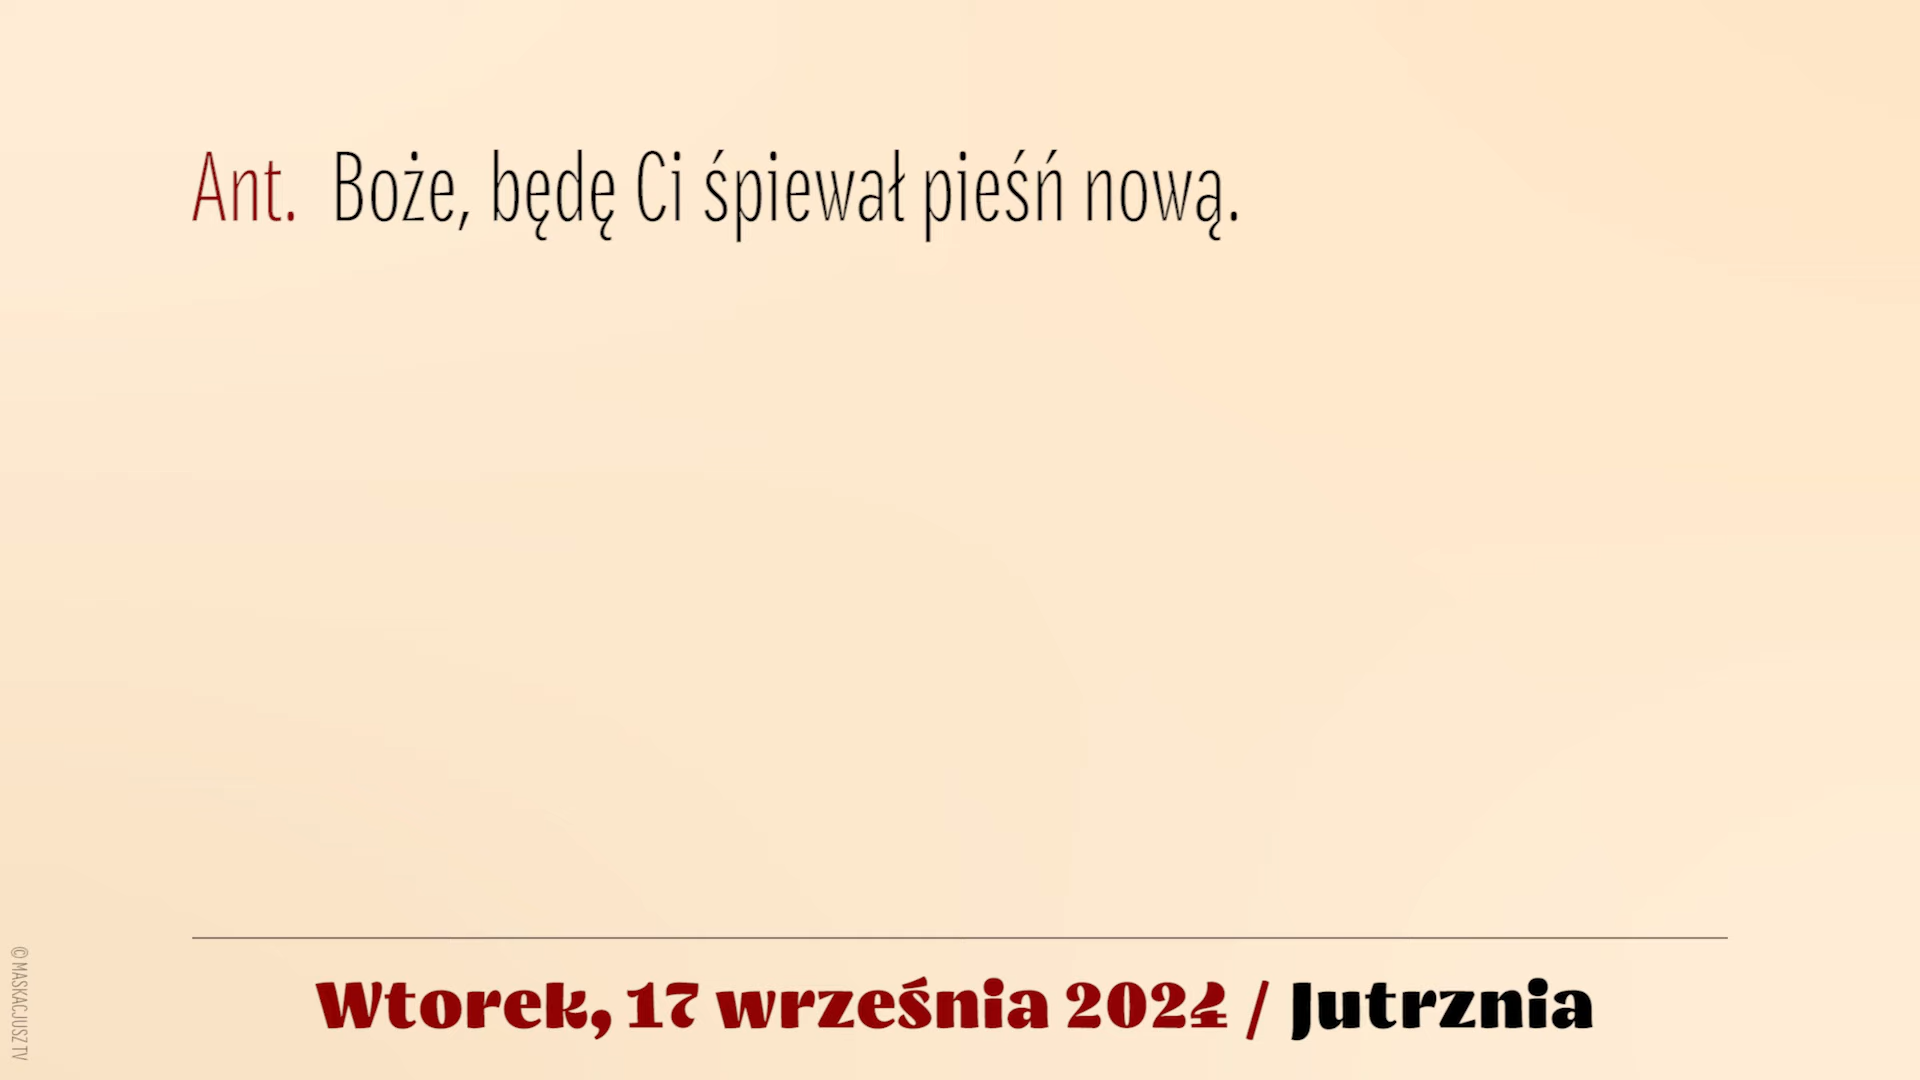 Ant. Boże, będę Ci śpiewał pieśń nową.
Wtorek, 17 września 2024 / Jutrznia
© MASKACJUSZ TV